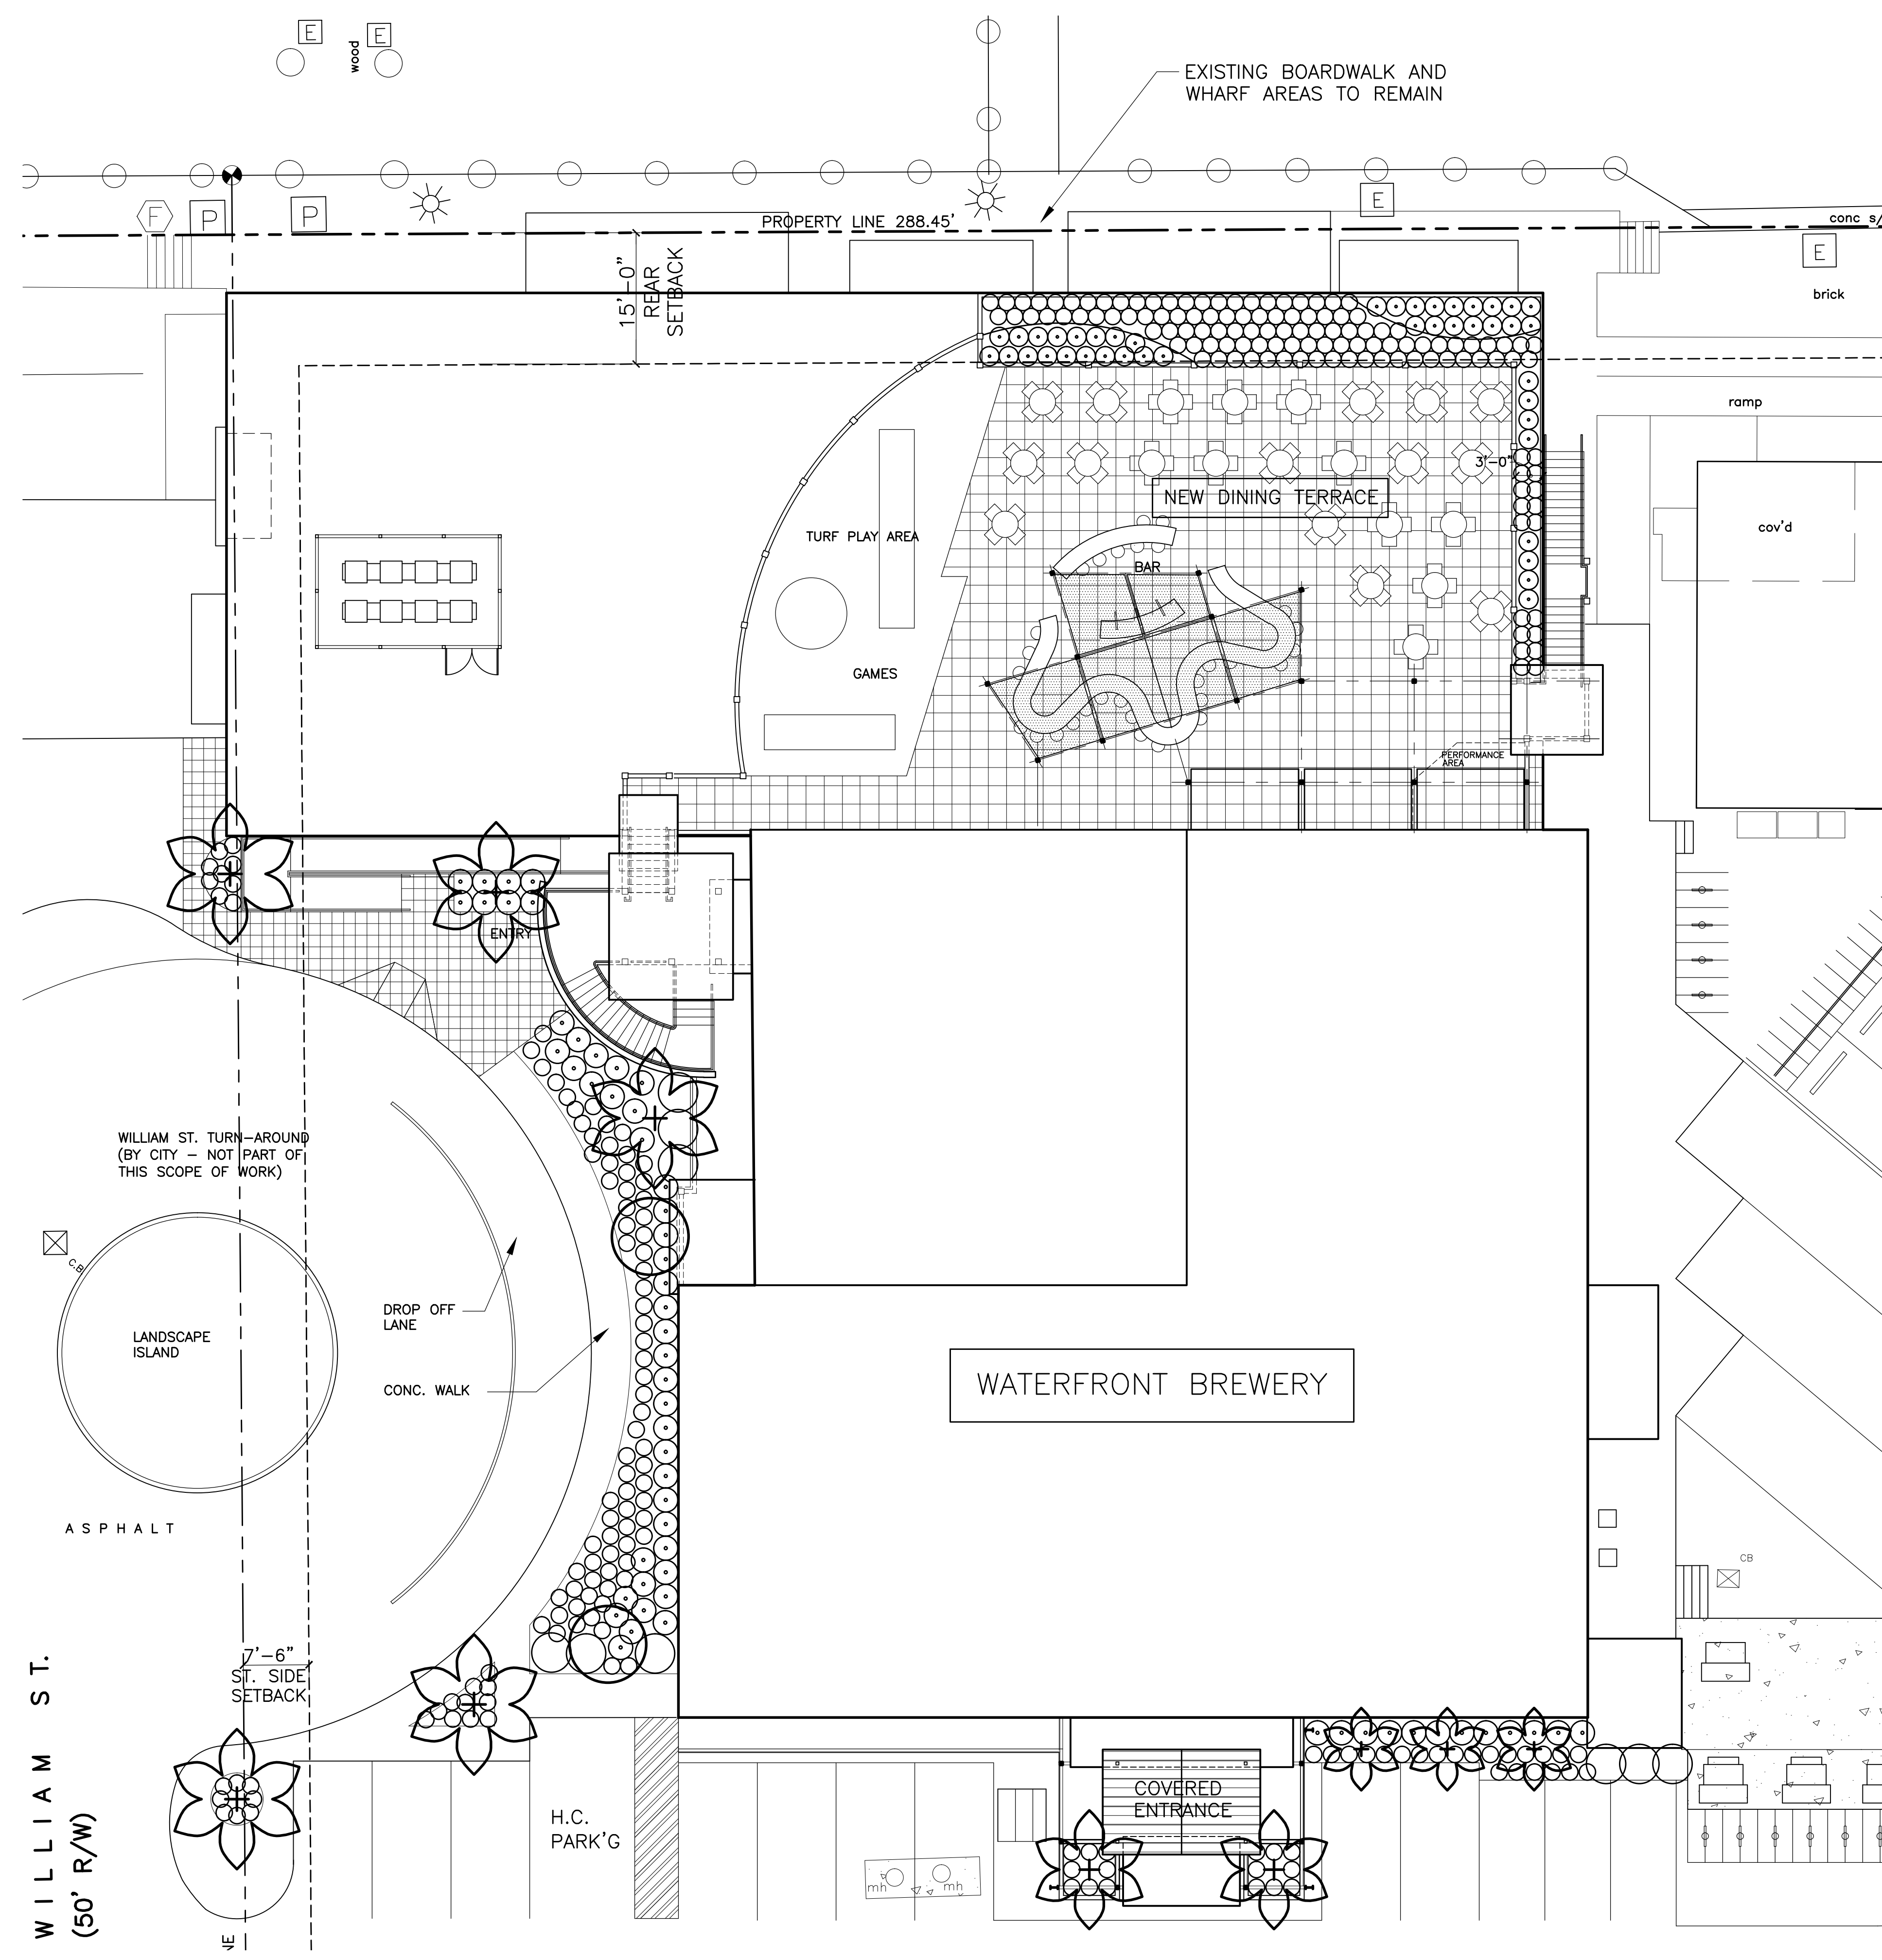 E
E
wood
EXISTING BOARDWALK AND
WHARF AREAS TO REMAIN
F
P
P
E
PROPERTY LINE 288.45'
conc s/
E
brick
15'-0"
REAR
SETBACK
ramp
3'-0"
NEW DINING TERRACE
cov'd
TURF PLAY AREA
BAR
GAMES
PERFORMANCE
AREA
ENTRY
WILLIAM ST. TURN-AROUND
(BY CITY - NOT PART OF
THIS SCOPE OF WORK)
C.B
DROP OFF
LANE
LANDSCAPE
ISLAND
CONC. WALK
WATERFRONT BREWERY
ASPHALT
CB
7'-6"
ST. SIDE
SETBACK
WILLIAM ST.
(50' R/W)
H.C.
PARK'G
COVERED
ENTRANCE
mh
mh
NE